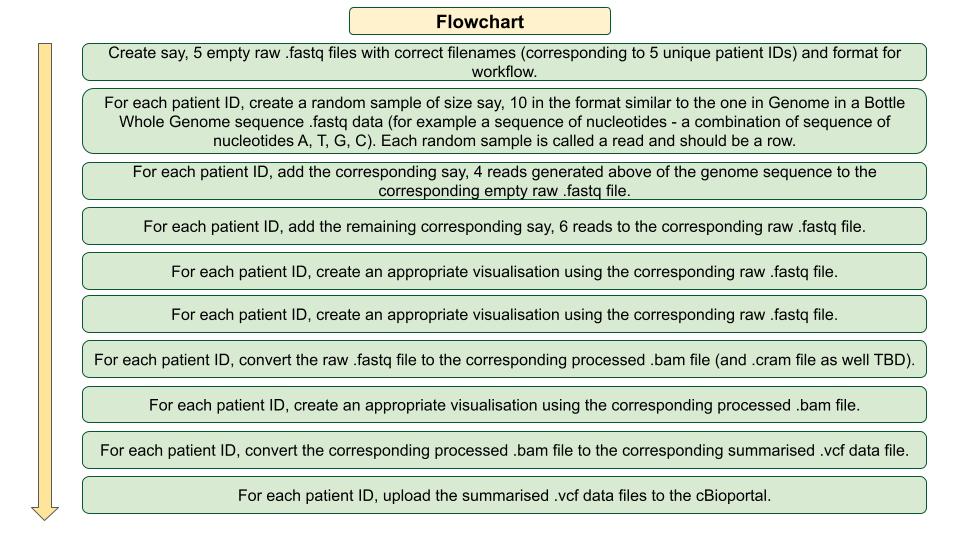 Flowchart
Create say, 5 empty raw .fastq files with correct filenames (corresponding to 5 unique patient IDs) and format for
workflow.
For each patient ID, create a random sample of size say, 10 in the format similar to the one in Genome in a Bottle
Whole Genome sequence .fastq data (for example a sequence of nucleotides - a combination of sequence of
nucleotides A, T, G, C). Each random sample is called a read and should be a row.
For each patient ID, add the corresponding say, 4 reads generated above of the genome sequence to the
corresponding empty raw .fastq file.
For each patient ID, add the remaining corresponding say, 6 reads to the corresponding raw .fastq file.
For each patient ID, create an appropriate visualisation using the corresponding raw .fastq file.
For each patient ID, create an appropriate visualisation using the corresponding raw .fastq file.
For each patient ID, convert the raw .fastq file to the corresponding processed .bam file (and .cram file as well TBD).
For each patient ID, create an appropriate visualisation using the corresponding processed .bam file.
For each patient ID, convert the corresponding processed .bam file to the corresponding summarised .vcf data file.
For each patient ID, upload the summarised .vcf data files to the cBioportal.